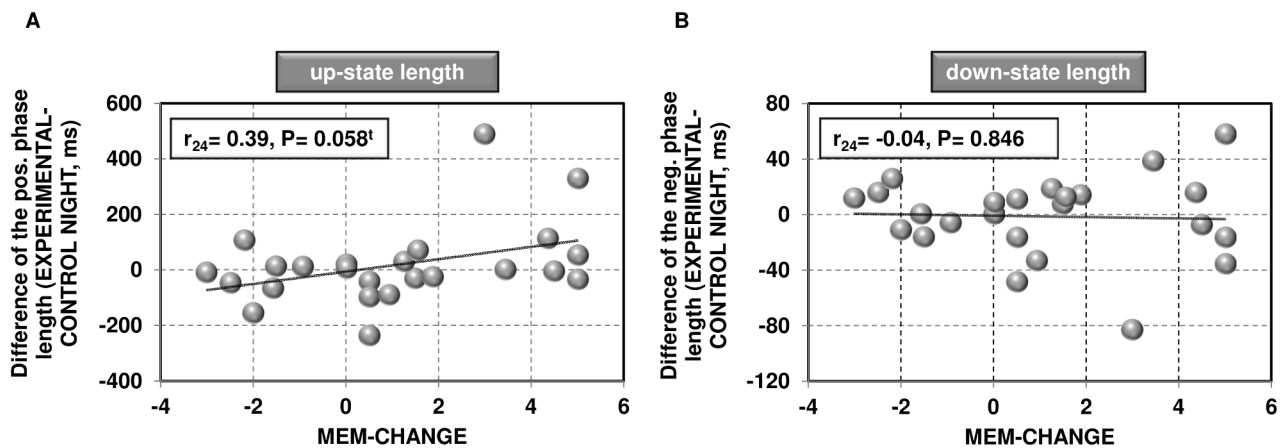 A
up-state length
Difference of the pos. phase
length (EXPERIMENTAL-
CONTROL NIGHT, ms)
600
400
200
0
-200
-400
r24= 0.39, P= 0.058t
-4 -2 0 2 4 6
MEM-CHANGE
B
down-state length
Difference of the neg. phase
length (EXPERIMENTAL-
CONTROL NIGHT, ms)
80
40
0
-40
-80
-120
r24= -0.04, P= 0.846
-4 -2 0 2 4 6
MEM-CHANGE